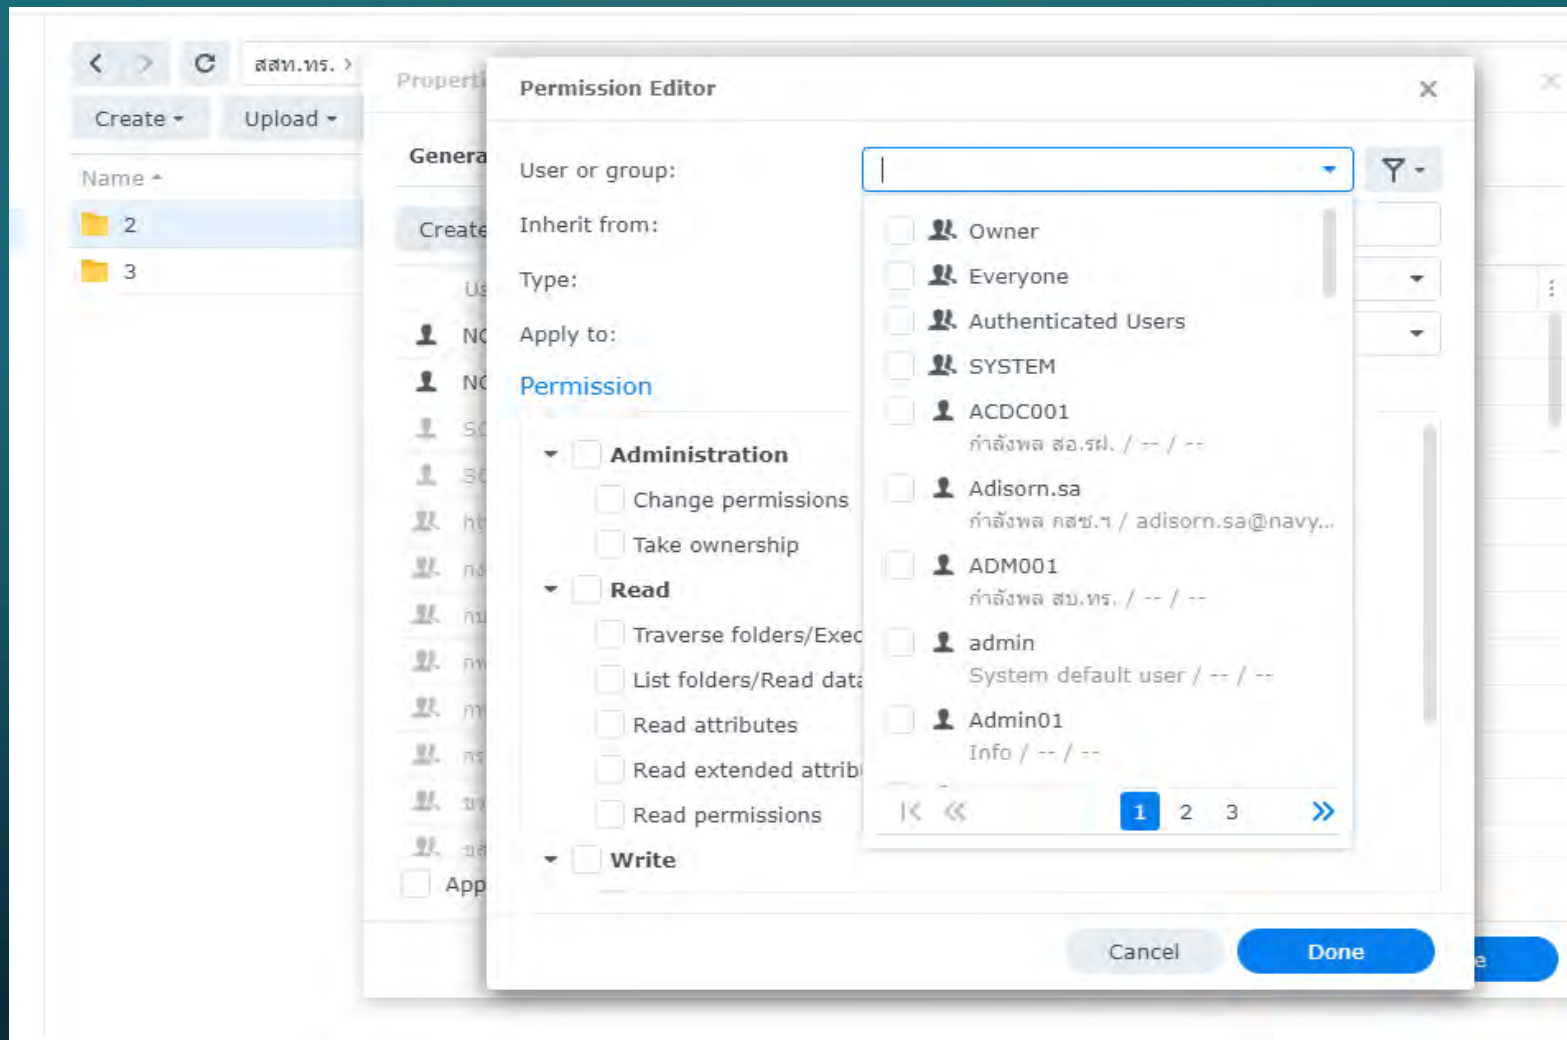 สสท.ทร.
Create
Upload
Name
2
3
Properti
Genera
Create
Us
NC
NC
SC
SC
ht
App
Permission Editor
User or group:
Inherit from:
Type:
Apply to:
Permission
Administration
Change permissions
Take ownership
Read
Traverse folders/Exec
List folders/Read data
Read attributes
Read extended attrib
Read permissions
Write
Owner
Everyone
Authenticated Users
SYSTEM
ACDC001
กำลังพล สอ.รฝ. / -- / --
Adisorn.sa
กำลังพล กสซ.ฯ / adisorn.sa@navy...
ADM001
กำลังพล สบ.ทร. / -- / --
admin
System default user / -- / --
Admin01
Info / -- / --
1 2 3
Cancel
Done
e